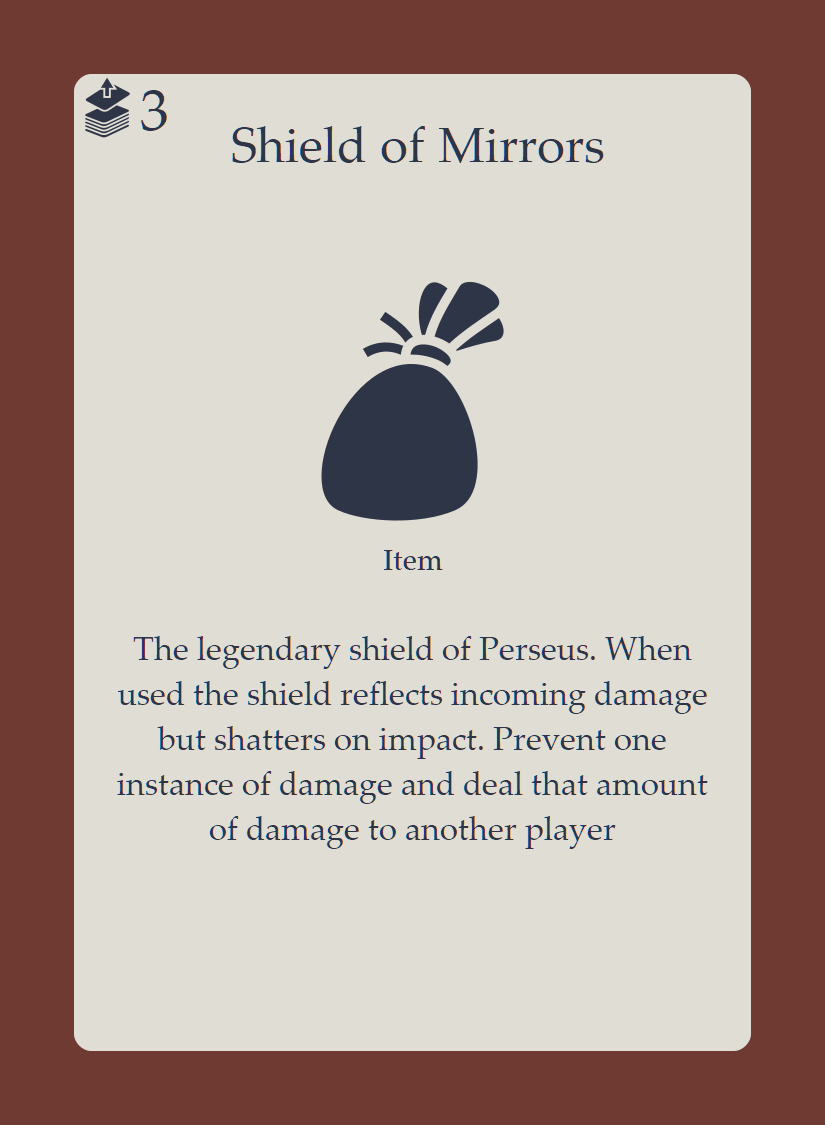 3
Shield of Mirrors
Item
The legendary shield of Perseus. When
used the shield reflects incoming damage
but shatters on impact. Prevent one
instance of damage and deal that amount
of damage to another player